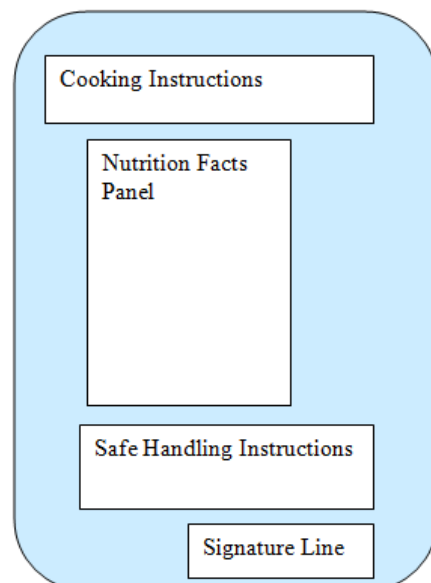 Cooking Instructions
Nutrition Facts
Panel
Safe Handling Instructions
Signature Line